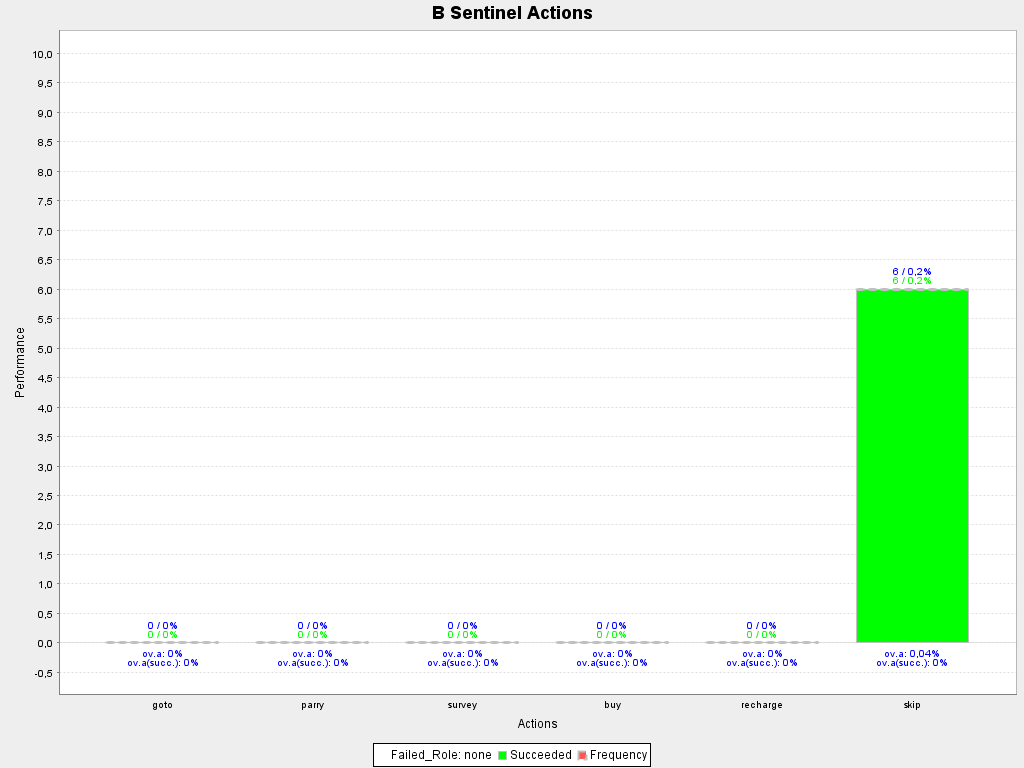 B Sentinel Actions
10,0
9,5
9,0
8,5
8,0
7,5
7,0
6,5
6,0
5,5
5,0
4,5
4,0
3,5
3,0
2,5
2,0
1,5
1,0
0,5
0,0
-0,5
Performance
6 / 0,2%
6 / 0,2%
0 / 0% 0 / 0% 0 / 0% 0 / 0% 0 / 0%
0 / 0% 0 / 0% 0 / 0% 0 / 0% 0 / 0%
ov.a: 0% ov.a: 0% ov.a: 0% ov.a: 0% ov.a: 0% ov.a: 0,04%
ov.a(succ.): 0% ov.a(succ.): 0% ov.a(succ.): 0% ov.a(succ.): 0% ov.a(succ.): 0% ov.a(succ.): 0%
goto parry survey buy recharge skip
Actions
Failed_Role: none Succeeded Frequency